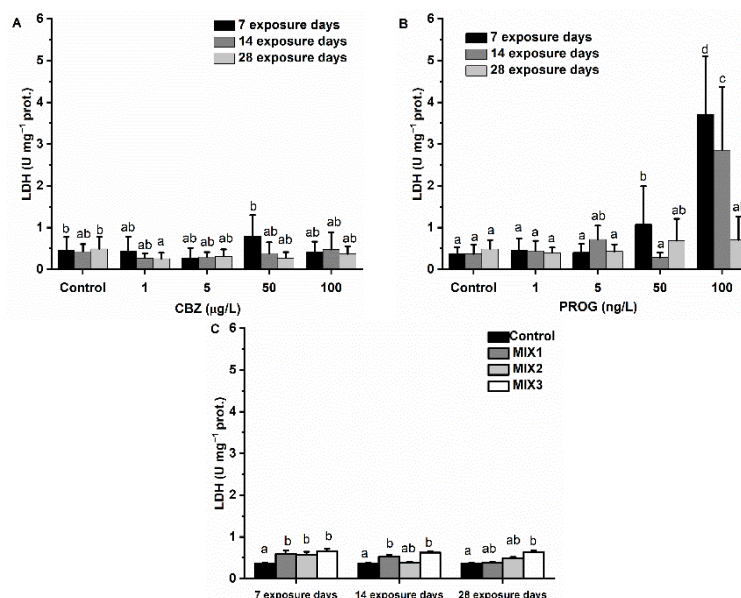 A
7 exposure days
14 exposure days
28 exposure days
LDH (U mg⁻¹ prot.)
6
5
4
3
2
1
0
b ab b ab ab a ab ab ab b ab ab ab ab ab
Control 1 5 50 100
CBZ (µg/L)
B
7 exposure days
14 exposure days
28 exposure days
LDH (U mg⁻¹ prot.)
6
5
4
3
2
1
0
a a a a a a a ab a b a ab d c
Control 1 5 50 100
PROG (ng/L)
C
Control
MIX1
MIX2
MIX3
LDH (U mg⁻¹ prot.)
6
5
4
3
2
1
0
a b b b a b ab b a ab ab b
7 exposure days 14 exposure days 28 exposure days